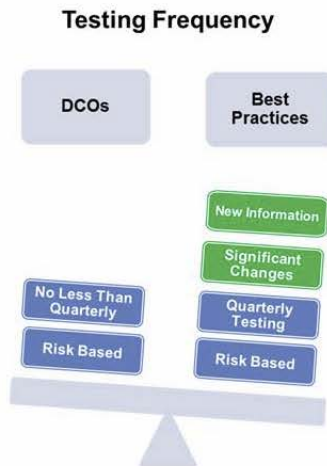 Testing Frequency
DCOs
Best
Practices
New Information
Significant
Changes
No Less Than
Quarterly
Quarterly
Testing
Risk Based
Risk Based